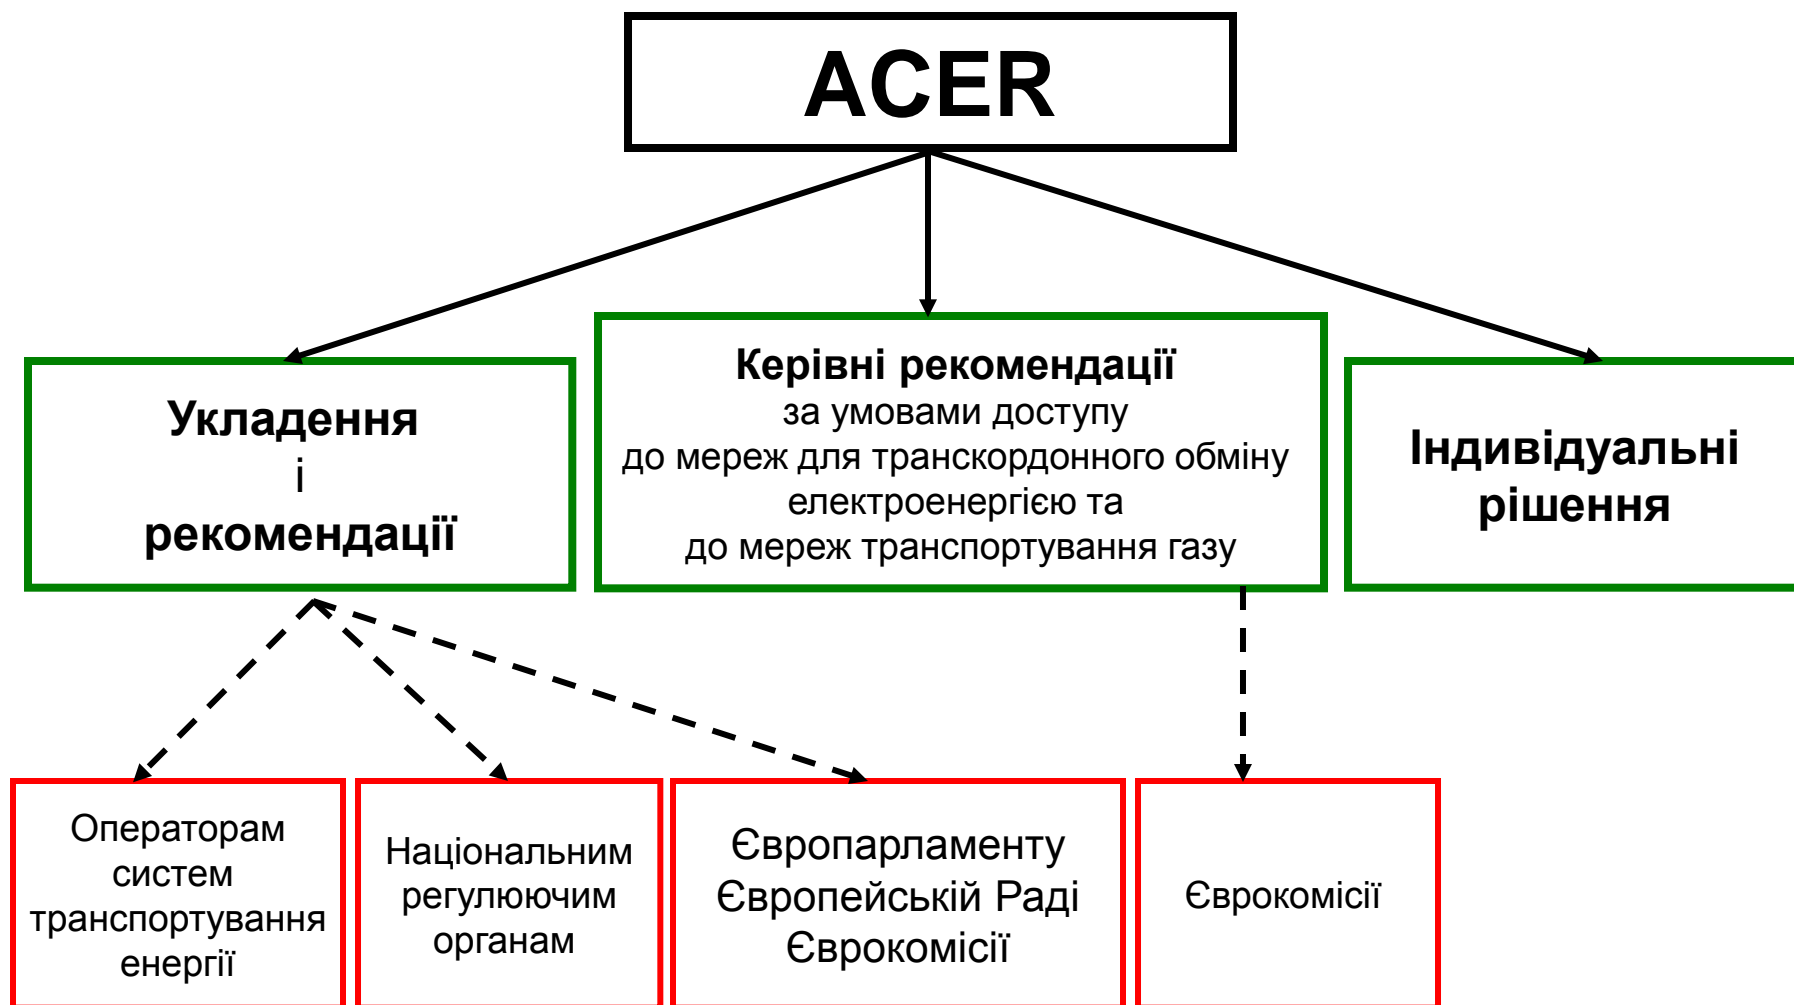 ACER
Укладення
і
рекомендації
Керівні рекомендації
за умовами доступу
до мереж для транскордонного обміну
електроенергією та
до мереж транспортування газу
Індивідуальні
рішення
Операторам
систем
транспортування
енергії
Національним
регулюючим
органам
Європарламенту
Європейській Раді
Єврокомісії
Єврокомісії